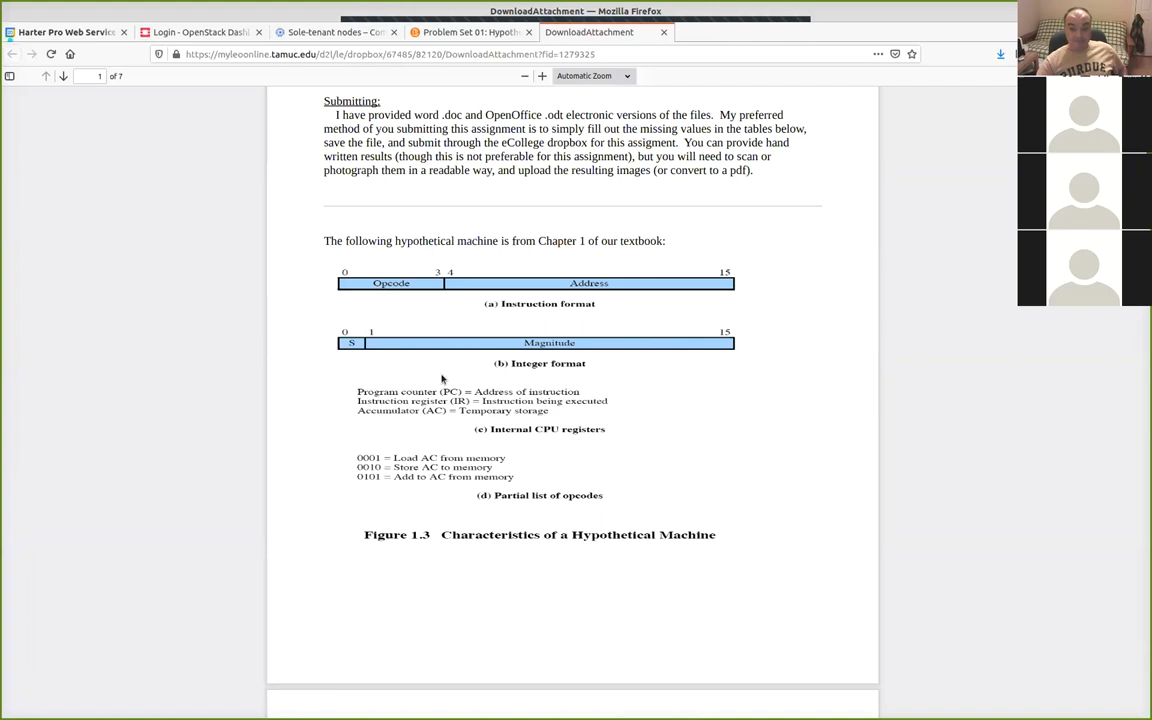 DownloadAttachment — Mozilla Firefox
Harter Pro Web Service
Login - OpenStack Dashl
Sole-tenant nodes – Con
Problem Set 01: Hypothe
DownloadAttachment
https://myleoonline.tamuc.edu/d2l/le/dropbox/67485/82120/DownloadAttachment?fid=1279325
1 of 7
Automatic Zoom
Submitting:
I have provided word .doc and OpenOffice .odt electronic versions of the files. My preferred
method of you submitting this assignment is to simply fill out the missing values in the tables below,
save the file, and submit through the eCollege dropbox for this assigment. You can provide hand
written results (though this is not preferable for this assignment), but you will need to scan or
photograph them in a readable way, and upload the resulting images (or convert to a pdf).
The following hypothetical machine is from Chapter 1 of our textbook:
0 3 4 15
Opcode Address
(a) Instruction format
0 1 15
S Magnitude
(b) Integer format
Program counter (PC) = Address of instruction
Instruction register (IR) = Instruction being executed
Accumulator (AC) = Temporary storage
(c) Internal CPU registers
0001 = Load AC from memory
0010 = Store AC to memory
0101 = Add to AC from memory
(d) Partial list of opcodes
Figure 1.3 Characteristics of a Hypothetical Machine
PURDUE